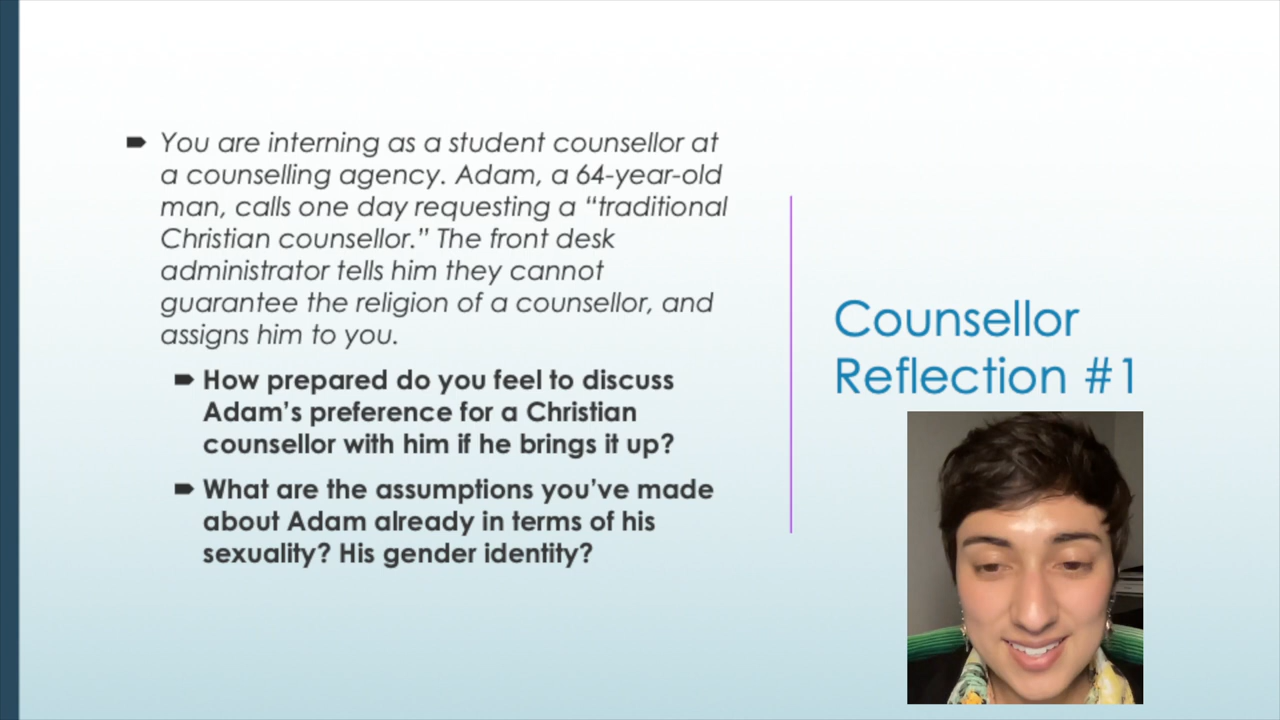 You are interning as a student counsellor at
a counselling agency. Adam, a 64-year-old
man, calls one day requesting a “traditional
Christian counsellor.” The front desk
administrator tells him they cannot
guarantee the religion of a counsellor, and
assigns him to you.
How prepared do you feel to discuss
Adam’s preference for a Christian
counsellor with him if he brings it up?
What are the assumptions you’ve made
about Adam already in terms of his
sexuality? His gender identity?
Counsellor
Reflection #1